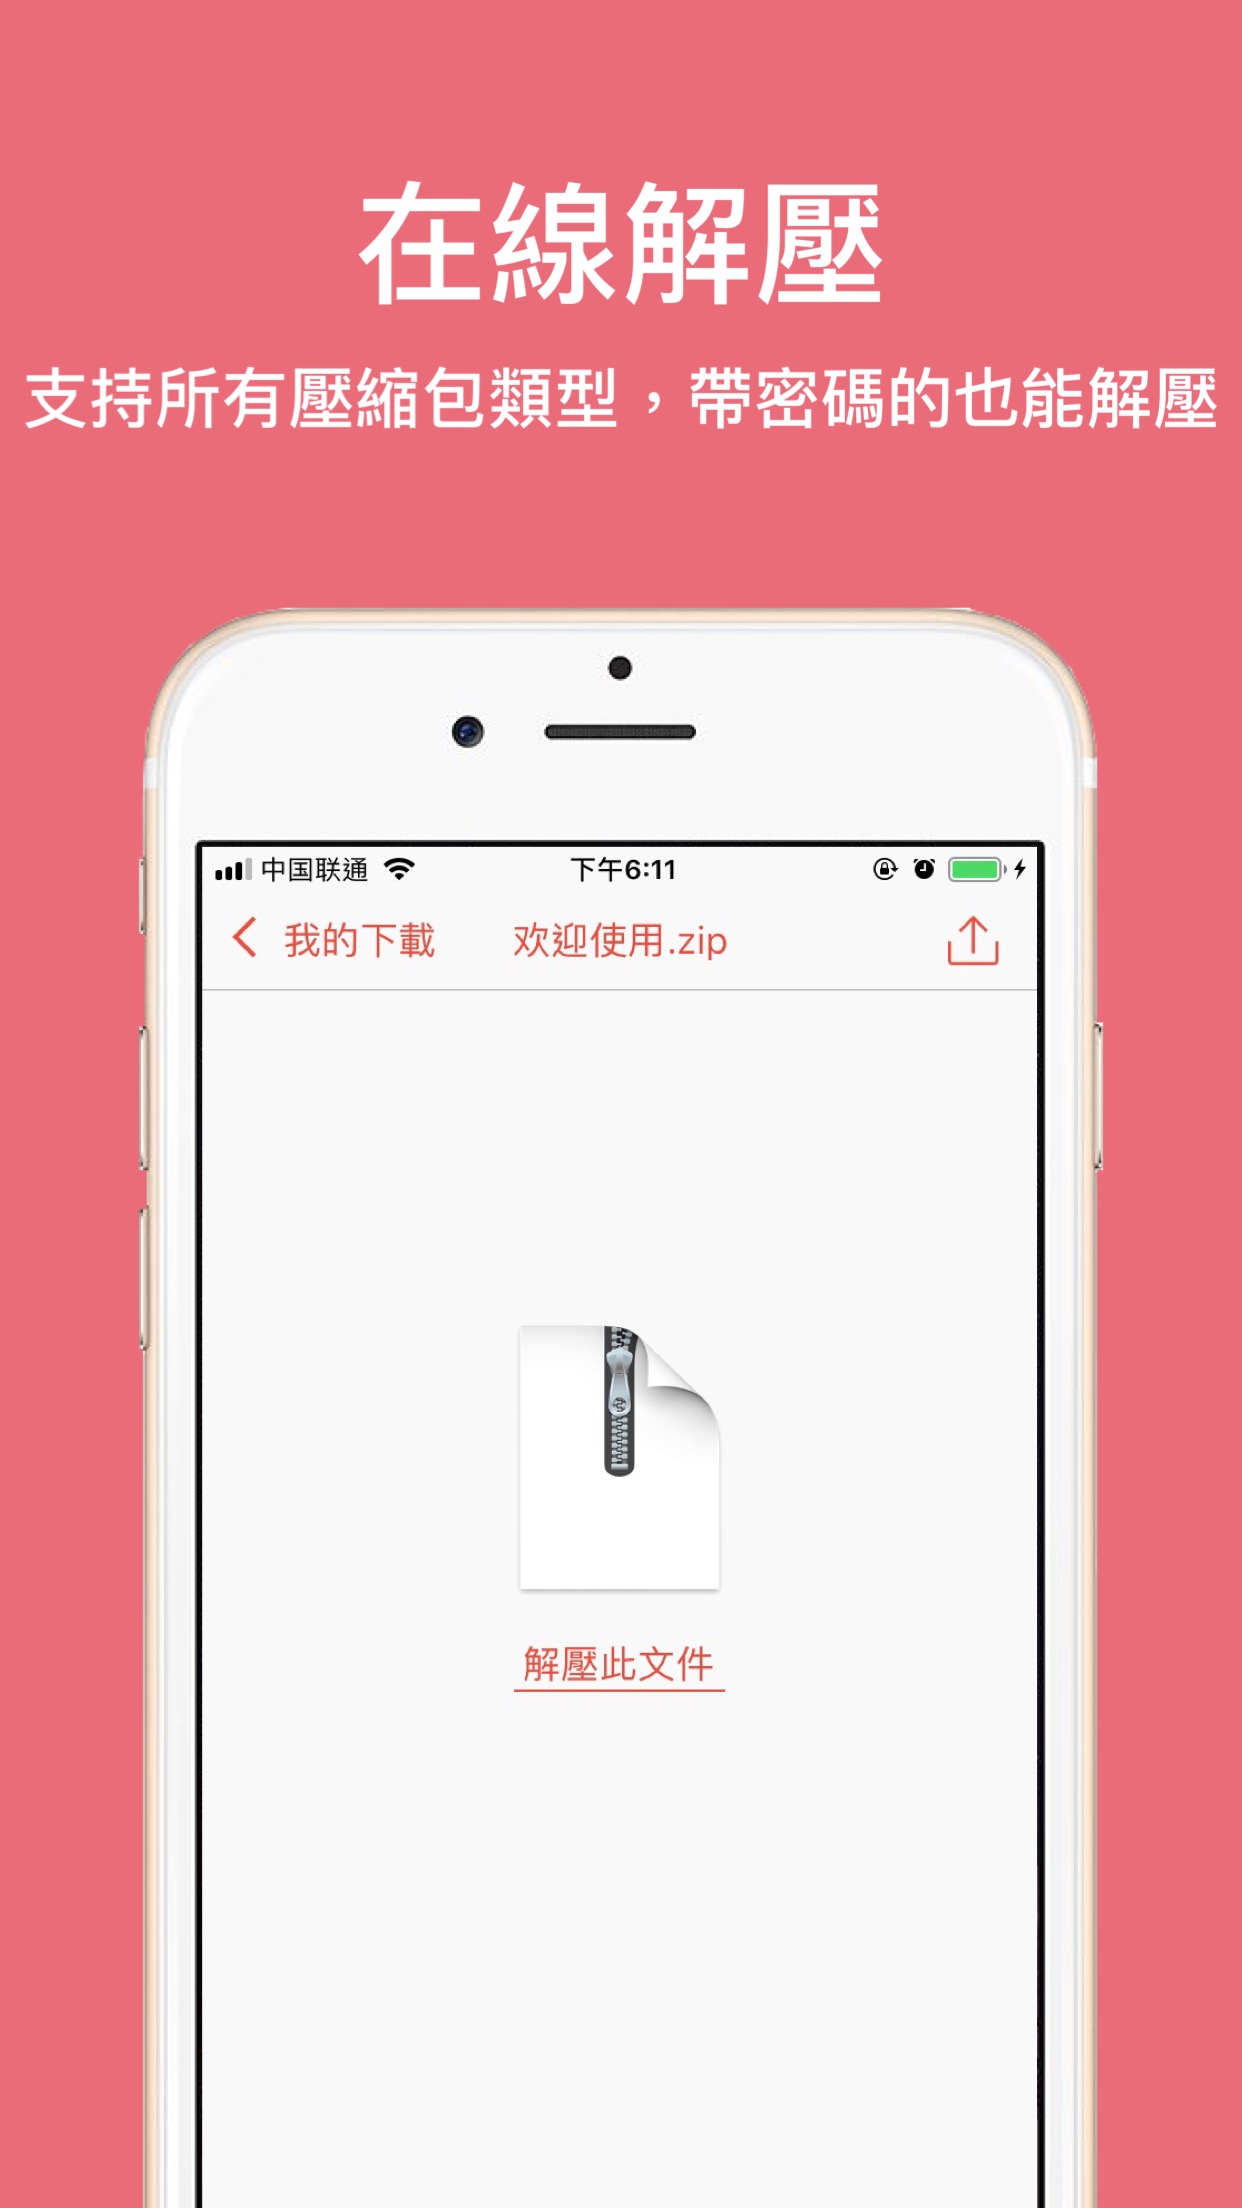 在線解壓
支持所有壓縮包類型，帶密碼的也能解壓
中国联通 下午6:11
我的下載 欢迎使用.zip
解壓此文件